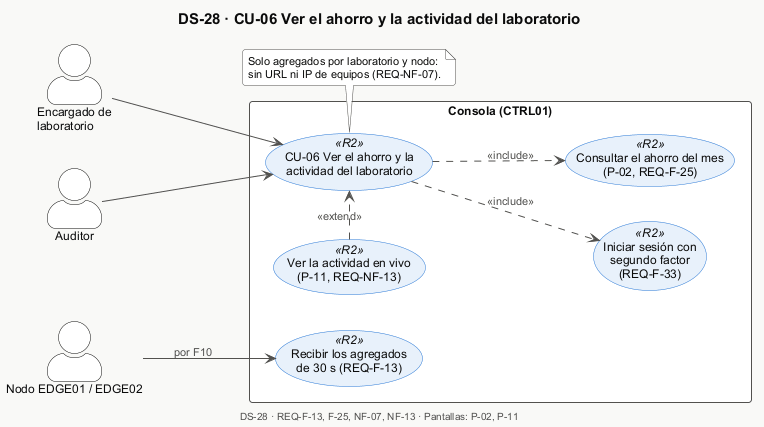 DS-28 · CU-06 Ver el ahorro y la actividad del laboratorio
Solo agregados por laboratorio y nodo:
sin URL ni IP de equipos (REQ-NF-07).
Encargado de
laboratorio
Consola (CTRL01)
«R2»
CU-06 Ver el ahorro y la
actividad del laboratorio
«include»
«R2»
Consultar el ahorro del mes
(P-02, REQ-F-25)
Auditor
«extend»
«include»
«R2»
Iniciar sesión con
segundo factor
(REQ-F-33)
«R2»
Ver la actividad en vivo
(P-11, REQ-NF-13)
Nodo EDGE01 / EDGE02
por F10
«R2»
Recibir los agregados
de 30 s (REQ-F-13)
DS-28 · REQ-F-13, F-25, NF-07, NF-13 · Pantallas: P-02, P-11